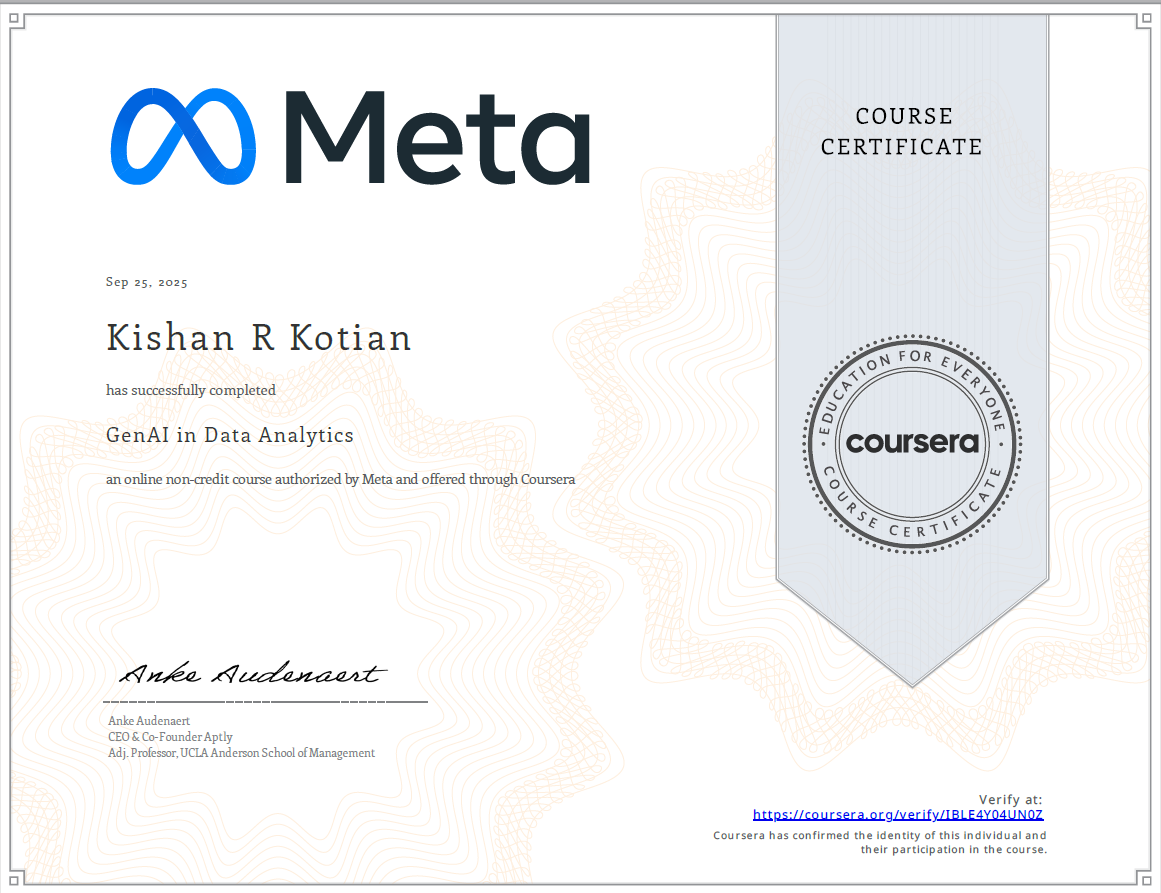 Meta
COURSE
CERTIFICATE
Sep 25, 2025
Kishan R Kotian
has successfully completed
GenAI in Data Analytics
an online non-credit course authorized by Meta and offered through Coursera
EDUCATION FOR EVERYONE
coursera
COURSE CERTIFICATE
Anke Audenaert
Anke Audenaert
CEO & Co-Founder Aptly
Adj. Professor, UCLA Anderson School of Management
Verify at:
https://coursera.org/verify/IBLE4Y04UN0Z
Coursera has confirmed the identity of this individual and
their participation in the course.